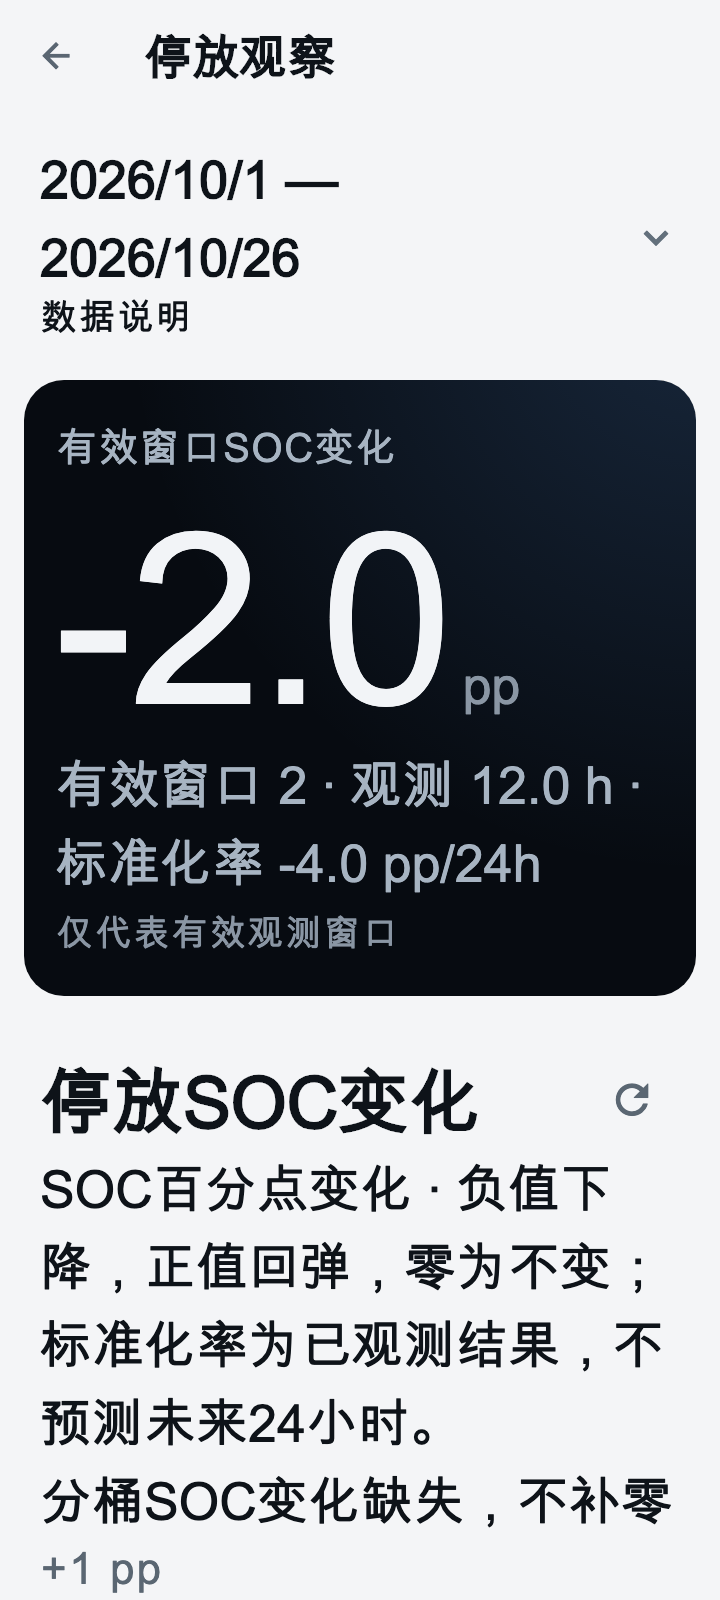 停放观察
2026/10/1 —
2026/10/26
数据说明
有效窗口SOC变化
-2.0 pp
有效窗口 2 · 观测 12.0 h ·
标准化率 -4.0 pp/24h
仅代表有效观测窗口
停放SOC变化
SOC百分点变化 · 负值下
降，正值回弹，零为不变；
标准化率为已观测结果，不
预测未来24小时。
分桶SOC变化缺失，不补零
+1 pp